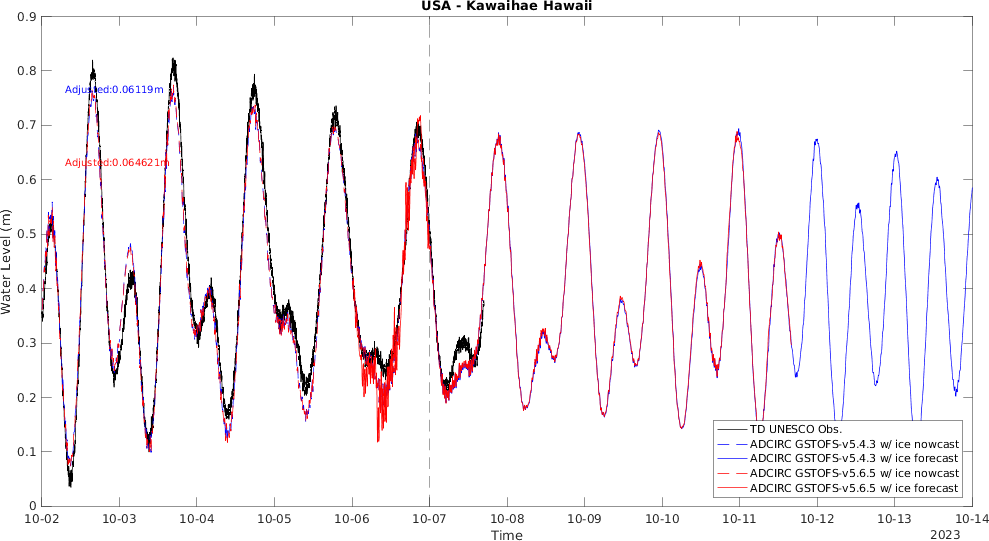 USA - Kawaihae Hawaii
0.9
0.8
Adjusted:0.06119m
0.7
Adjusted:0.064621m
0.6
0.5
Water Level (m)
0.4
0.3
0.2
0.1
0
TD UNESCO Obs.
ADCIRC GSTOFS-v5.4.3 w/ ice nowcast
ADCIRC GSTOFS-v5.4.3 w/ ice forecast
ADCIRC GSTOFS-v5.6.5 w/ ice nowcast
ADCIRC GSTOFS-v5.6.5 w/ ice forecast
10-02 10-03 10-04 10-05 10-06 10-07 10-08 10-09 10-10 10-11 10-12 10-13 10-14
Time
2023